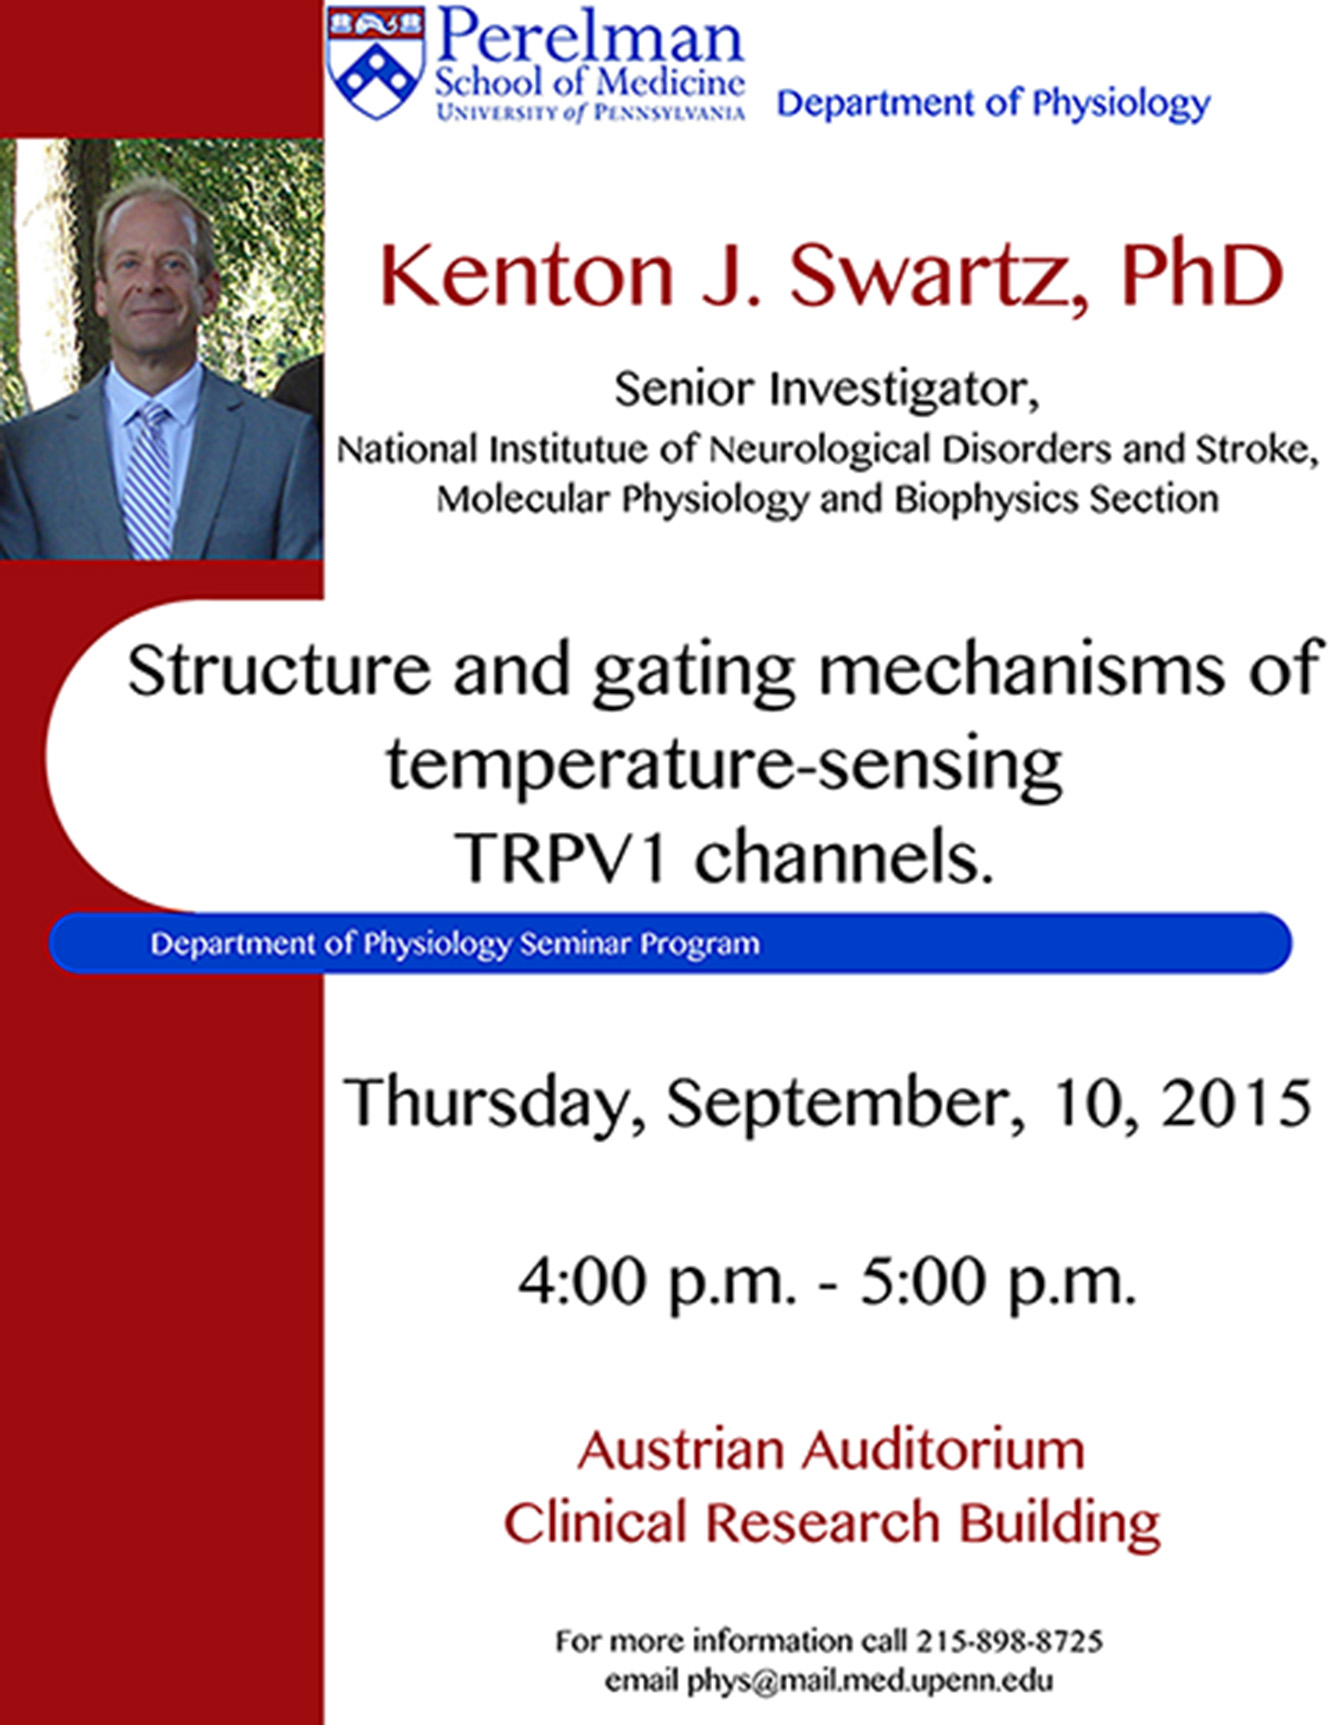 Perelman
School of Medicine
University of Pennsylvania
Department of Physiology
Kenton J. Swartz, PhD
Senior Investigator,
National Institutue of Neurological Disorders and Stroke,
Molecular Physiology and Biophysics Section
Structure and gating mechanisms of
temperature-sensing
TRPV1 channels.
Department of Physiology Seminar Program
Thursday, September, 10, 2015
4:00 p.m. - 5:00 p.m.
Austrian Auditorium
Clinical Research Building
For more information call 215-898-8725
email phys@mail.med.upenn.edu